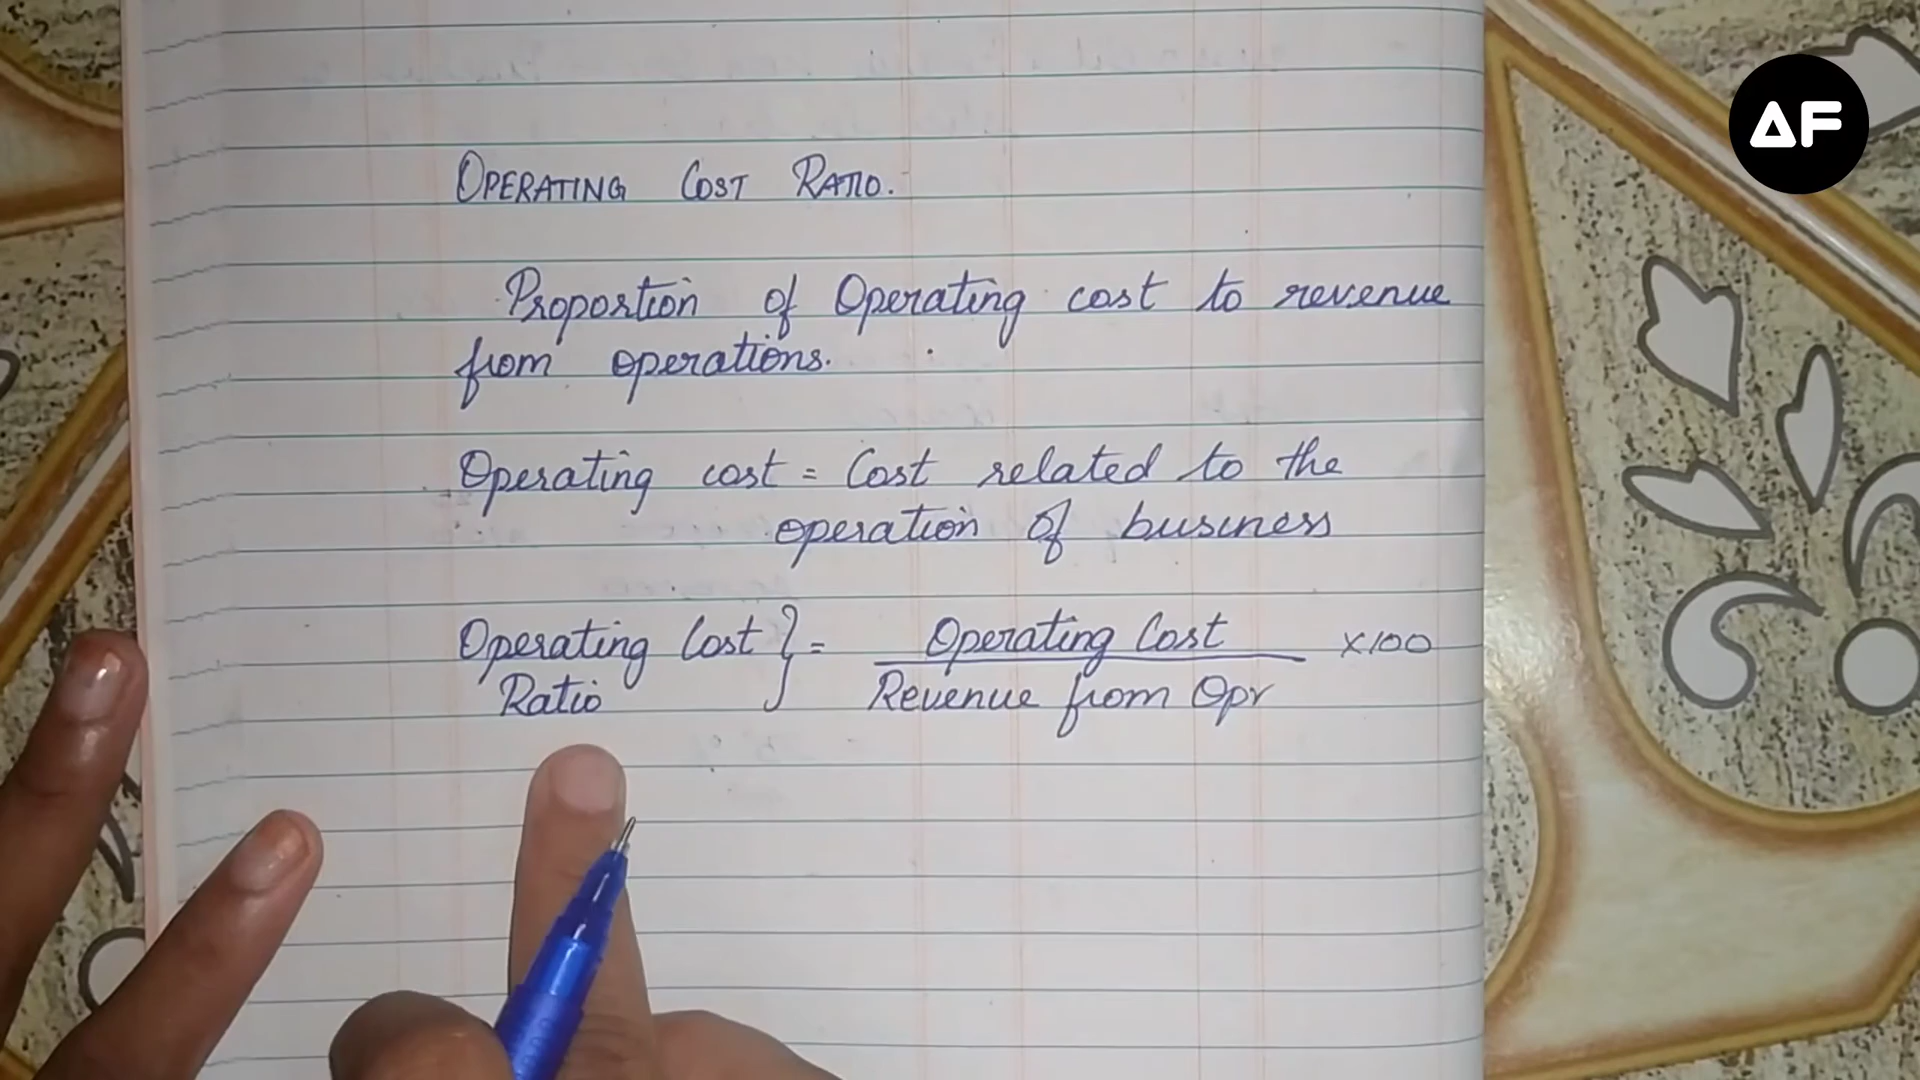 AF
OPERATING COST RATIO.
Proportion of Operating cost to revenue
from operations.
Operating cost = Cost related to the
operation of business
Operating Cost } = Operating Cost ×100
Ratio Revenue from Opr